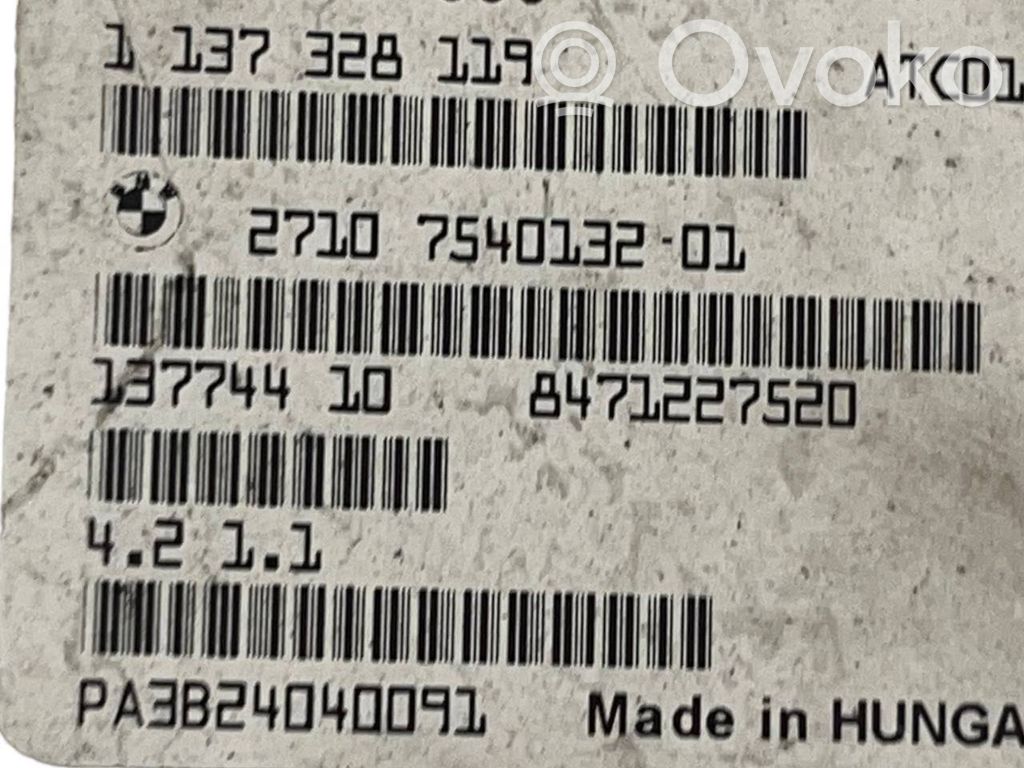 1 137 328 119 ATC01
Ovoko
2710 7540132-01
137744 10 8471227520
4.2 1.1
PA3B24040091 Made in HUNGA